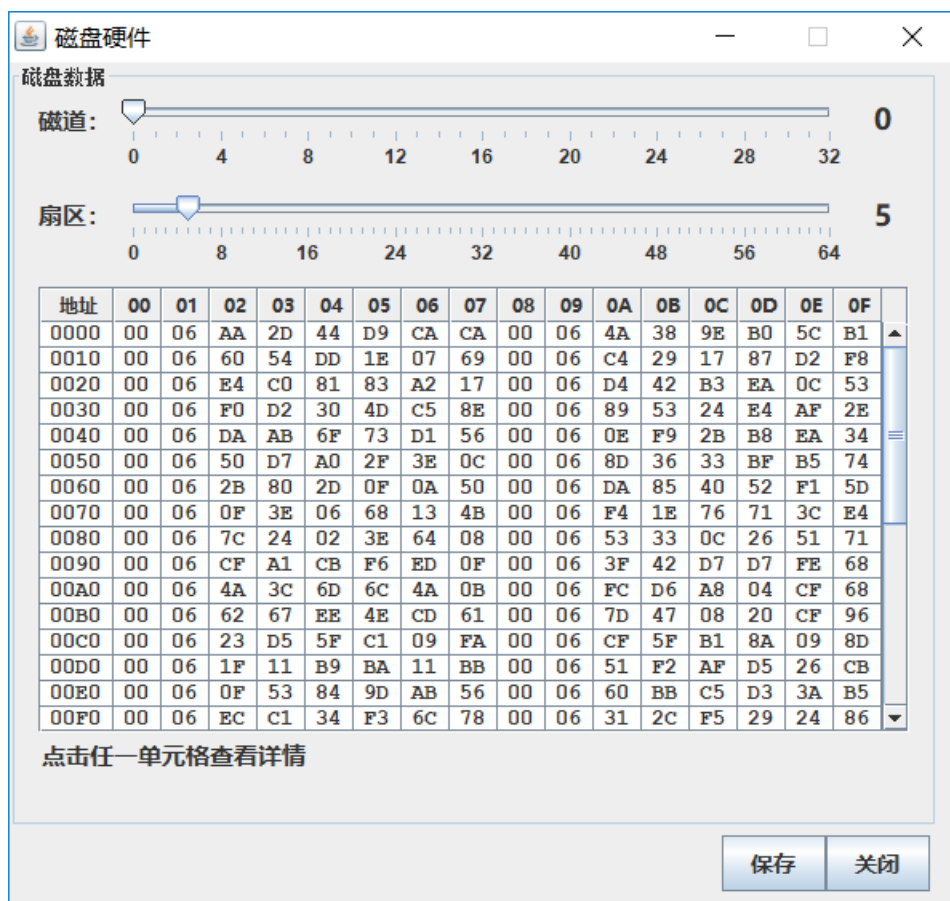 磁盘硬件
磁盘数据
磁道： 0
0 4 8 12 16 20 24 28 32
扇区： 5
0 8 16 24 32 40 48 56 64
地址 00 01 02 03 04 05 06 07 08 09 0A 0B 0C 0D 0E 0F
0000 00 06 AA 2D 44 D9 CA CA 00 06 4A 38 9E B0 5C B1
0010 00 06 60 54 DD 1E 07 69 00 06 C4 29 17 87 D2 F8
0020 00 06 E4 C0 81 83 A2 17 00 06 D4 42 B3 EA 0C 53
0030 00 06 F0 D2 30 4D C5 8E 00 06 89 53 24 E4 AF 2E
0040 00 06 DA AB 6F 73 D1 56 00 06 0E F9 2B B8 EA 34
0050 00 06 50 D7 A0 2F 3E 0C 00 06 8D 36 33 BF B5 74
0060 00 06 2B 80 2D 0F 0A 50 00 06 DA 85 40 52 F1 5D
0070 00 06 0F 3E 06 68 13 4B 00 06 F4 1E 76 71 3C E4
0080 00 06 7C 24 02 3E 64 08 00 06 53 33 0C 26 51 71
0090 00 06 CF A1 CB F6 ED 0F 00 06 3F 42 D7 D7 FE 68
00A0 00 06 4A 3C 6D 6C 4A 0B 00 06 FC D6 A8 04 CF 68
00B0 00 06 62 67 EE 4E CD 61 00 06 7D 47 08 20 CF 96
00C0 00 06 23 D5 5F C1 09 FA 00 06 CF 5F B1 8A 09 8D
00D0 00 06 1F 11 B9 BA 11 BB 00 06 51 F2 AF D5 26 CB
00E0 00 06 0F 53 84 9D AB 56 00 06 60 BB C5 D3 3A B5
00F0 00 06 EC C1 34 F3 6C 78 00 06 31 2C F5 29 24 86
点击任一单元格查看详情
保存 关闭